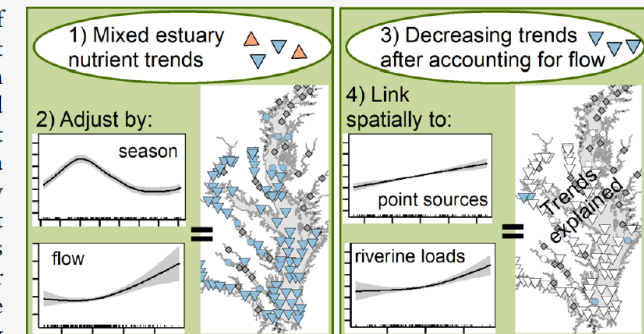 1) Mixed estuary
nutrient trends
2) Adjust by:
season
flow
=
3) Decreasing trends
after accounting for flow
4) Link
spatially to:
point sources
riverine loads
=
Trends
explained